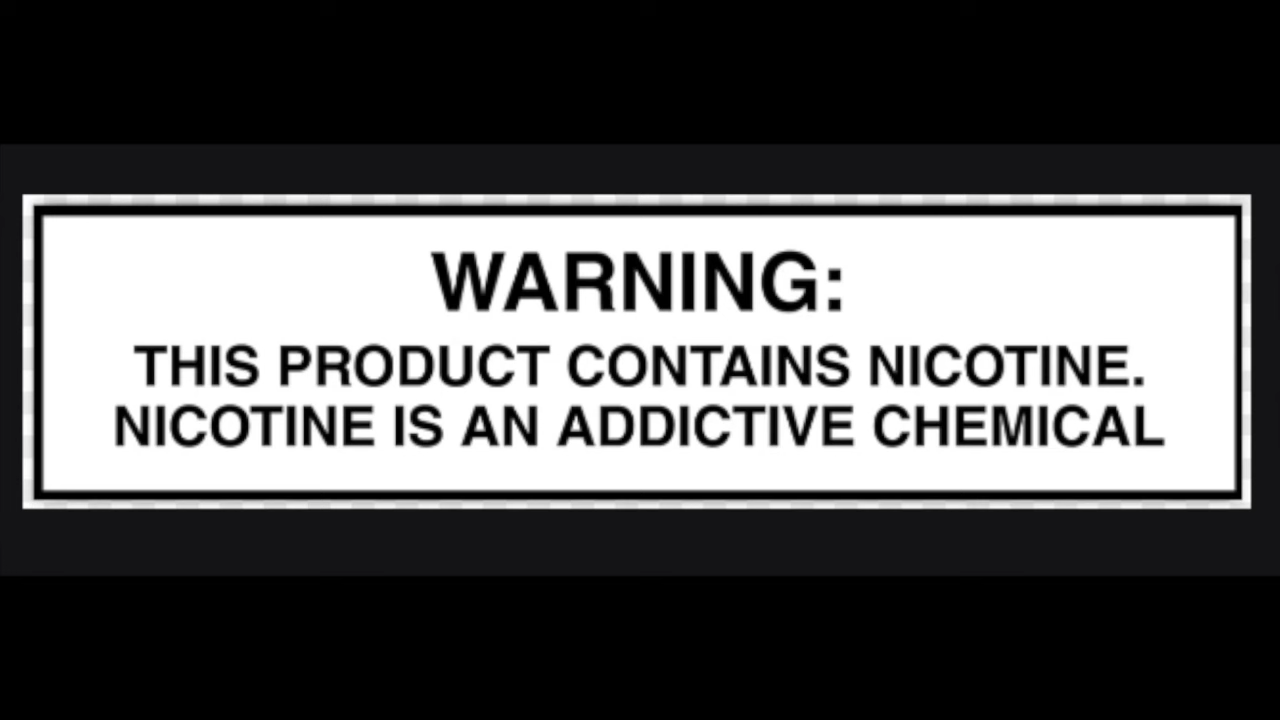 WARNING:
THIS PRODUCT CONTAINS NICOTINE.
NICOTINE IS AN ADDICTIVE CHEMICAL